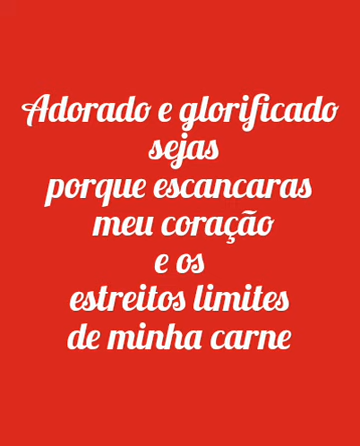 Adorado e glorificado
sejas
porque escancaras
meu coração
e os
estreitos limites
de minha carne